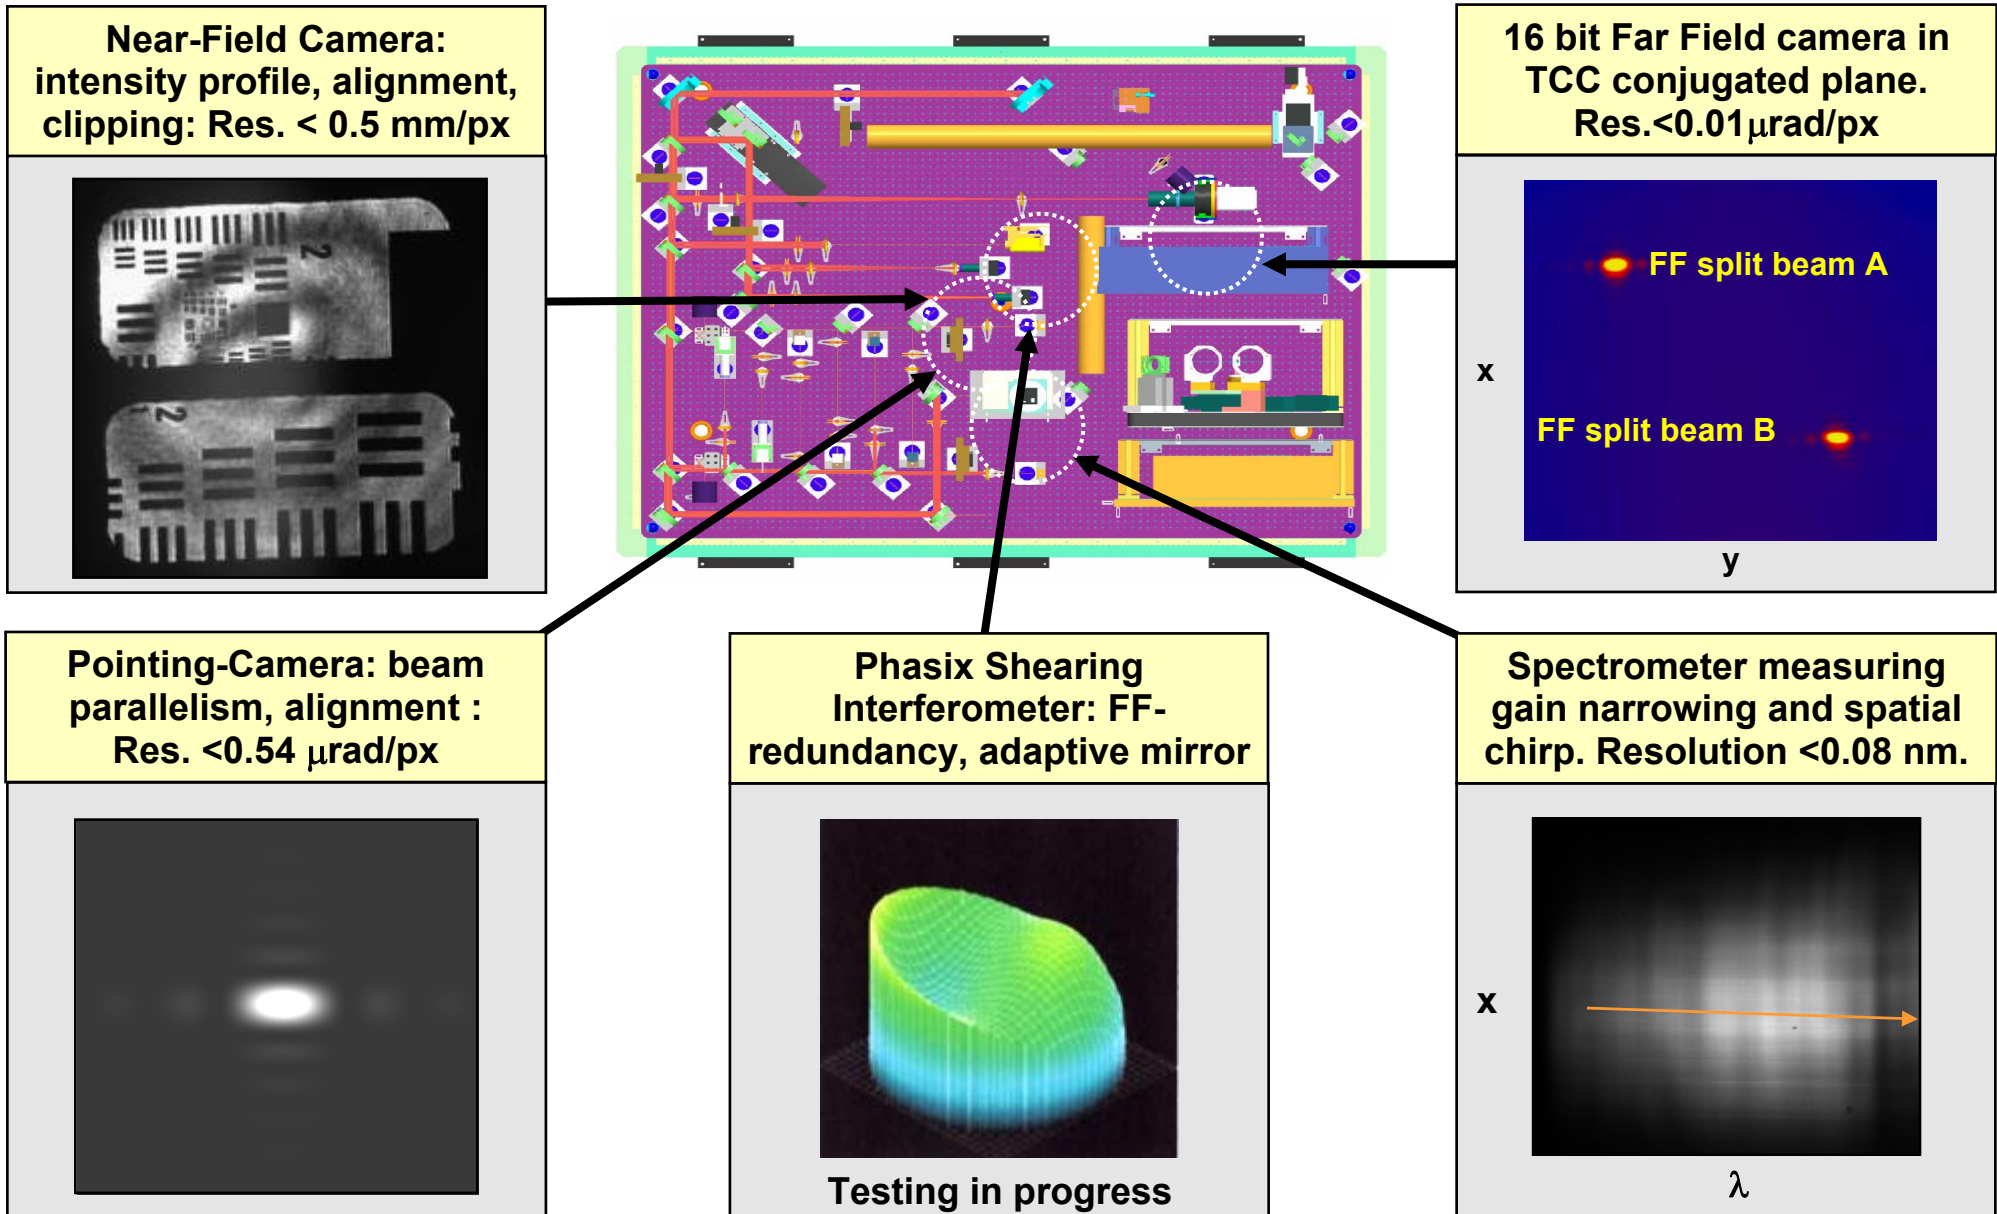 Near-Field Camera:
intensity profile, alignment,
clipping: Res. < 0.5 mm/px
2
2
16 bit Far Field camera in
TCC conjugated plane.
Res.<0.01µrad/px
FF split beam A
FF split beam B
x
y
Pointing-Camera: beam
parallelism, alignment :
Res. <0.54 µrad/px
Phasix Shearing
Interferometer: FF-
redundancy, adaptive mirror
Testing in progress
Spectrometer measuring
gain narrowing and spatial
chirp. Resolution <0.08 nm.
x
λ